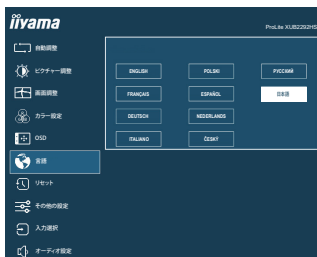 iiyama
ProLite XUB2292HS
自動調整
ピクチャー調整
画面調整
カラー設定
OSD
言語
リセット
その他の設定
入力選択
オーディオ設定
ENGLISH
POLSKI
РУССКИЙ
FRANÇAIS
ESPAÑOL
日本語
DEUTSCH
NEDERLANDS
ITALIANO
ČESKÝ